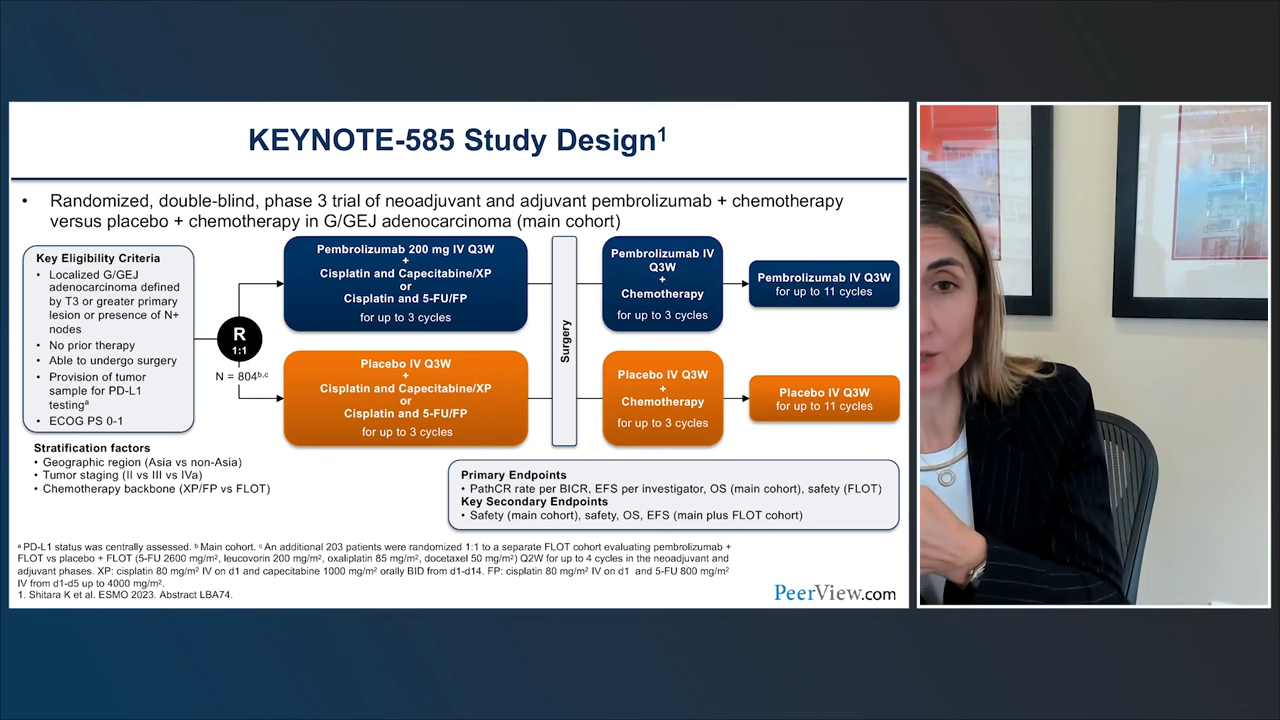 KEYNOTE-585 Study Design¹
• Randomized, double-blind, phase 3 trial of neoadjuvant and adjuvant pembrolizumab + chemotherapy
versus placebo + chemotherapy in G/GEJ adenocarcinoma (main cohort)
Key Eligibility Criteria
• Localized G/GEJ
adenocarcinoma defined
by T3 or greater primary
lesion or presence of N+
nodes
• No prior therapy
• Able to undergo surgery
• Provision of tumor
sample for PD-L1
testingᵃ
• ECOG PS 0-1
R
1:1
N = 804ᵇ,ᶜ
Pembrolizumab 200 mg IV Q3W
+
Cisplatin and Capecitabine/XP
or
Cisplatin and 5-FU/FP
for up to 3 cycles
Placebo IV Q3W
+
Cisplatin and Capecitabine/XP
or
Cisplatin and 5-FU/FP
for up to 3 cycles
Surgery
Pembrolizumab IV
Q3W
+
Chemotherapy
for up to 3 cycles
Placebo IV Q3W
+
Chemotherapy
for up to 3 cycles
Pembrolizumab IV Q3W
for up to 11 cycles
Placebo IV Q3W
for up to 11 cycles
Stratification factors
• Geographic region (Asia vs non-Asia)
• Tumor staging (II vs III vs IVa)
• Chemotherapy backbone (XP/FP vs FLOT)
Primary Endpoints
• PathCR rate per BICR, EFS per investigator, OS (main cohort), safety (FLOT)
Key Secondary Endpoints
• Safety (main cohort), safety, OS, EFS (main plus FLOT cohort)
ᵃ PD-L1 status was centrally assessed. ᵇ Main cohort. ᶜ An additional 203 patients were randomized 1:1 to a separate FLOT cohort evaluating pembrolizumab +
FLOT vs placebo + FLOT (5-FU 2600 mg/m², leucovorin 200 mg/m², oxaliplatin 85 mg/m², docetaxel 50 mg/m²) Q2W for up to 4 cycles in the neoadjuvant and
adjuvant phases. XP: cisplatin 80 mg/m² IV on d1 and capecitabine 1000 mg/m² orally BID from d1-d14. FP: cisplatin 80 mg/m² IV on d1 and 5-FU 800 mg/m²
IV from d1-d5 up to 4000 mg/m².
1. Shitara K et al. ESMO 2023. Abstract LBA74.
PeerView.com